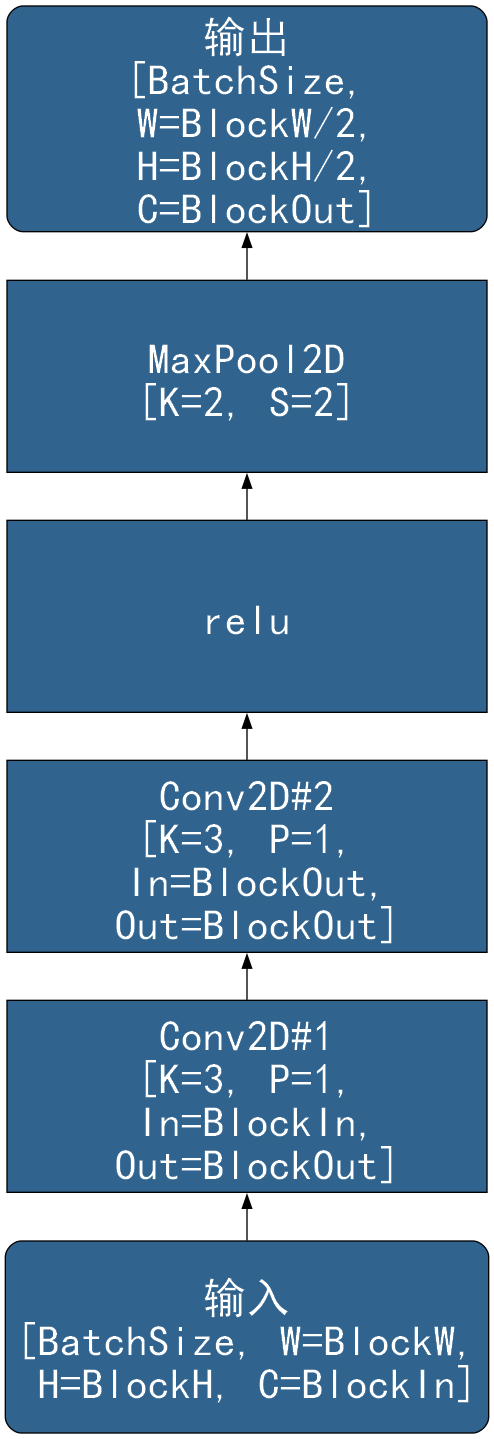 输出
[BatchSize,
W=BlockW/2,
H=BlockH/2,
C=BlockOut]
MaxPool2D
[K=2, S=2]
relu
Conv2D#2
[K=3, P=1,
In=BlockOut,
Out=BlockOut]
Conv2D#1
[K=3, P=1,
In=BlockIn,
Out=BlockOut]
输入
[BatchSize, W=BlockW,
H=BlockH, C=BlockIn]